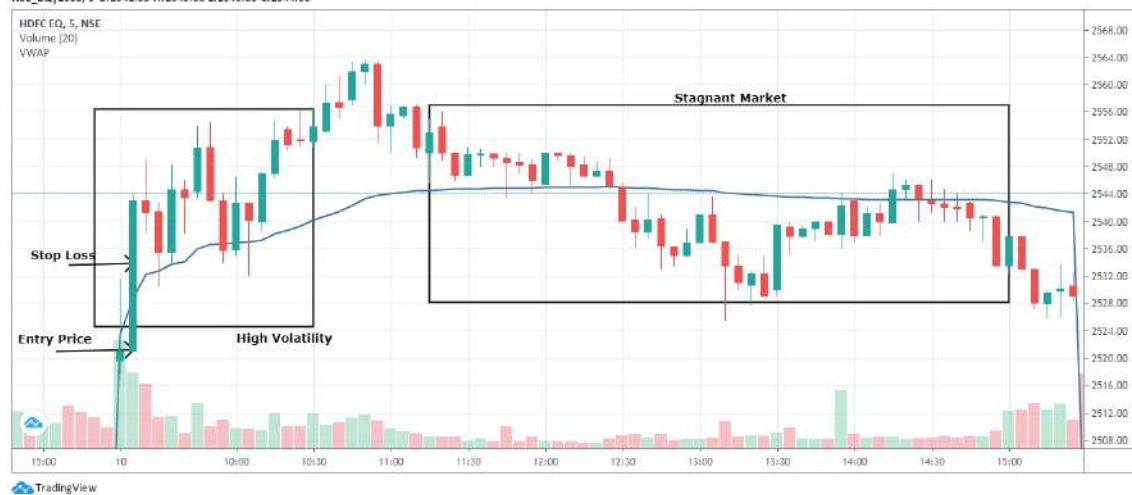 HDFC EQ, 5, NSE
Volume (20)
VWAP
Stagnant Market
Stop Loss
Entry Price
High Volatility
2568.00
2564.00
2560.00
2556.00
2552.00
2548.00
2544.00
2540.00
2536.00
2532.00
2528.00
2524.00
2520.00
2516.00
2512.00
2508.00
15:00 10 10:00 10:30 11:00 11:30 12:00 12:30 13:00 13:30 14:00 14:30 15:00
TradingView